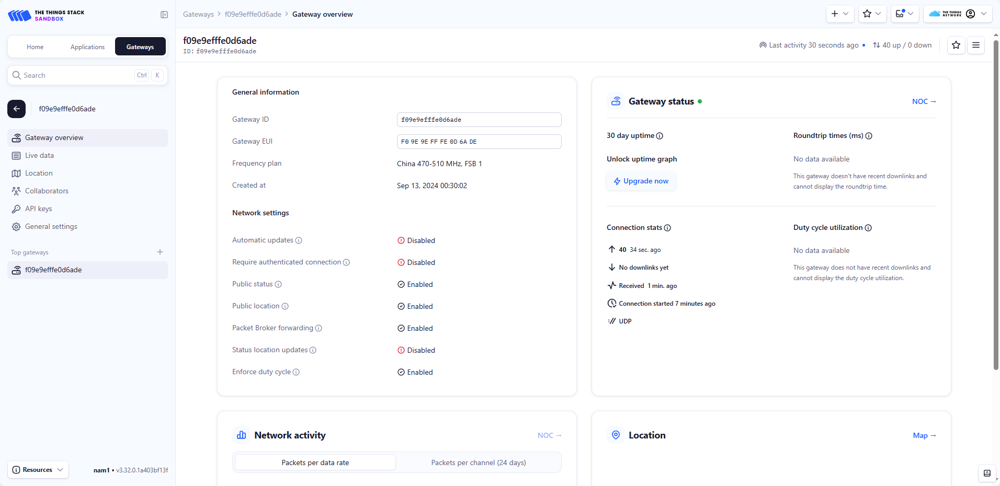 THE THINGS STACK
SANDBOX
Home
Applications
Gateways
Search
Ctrl
K
f09e9efffe0d6ade
Gateway overview
Live data
Location
Collaborators
API keys
General settings
Top gateways
f09e9efffe0d6ade
Resources
nam1 • v3.32.0.1a403bf13f
Gateways > f09e9efffe0d6ade > Gateway overview
THE THINGS
NETWORK
f09e9efffe0d6ade
ID: f09e9efffe0d6ade
Last activity 30 seconds ago • 40 up / 0 down
General information
Gateway ID
f09e9efffe0d6ade
Gateway EUI
F0 9E 9E FF FE 0D 6A DE
Frequency plan
China 470-510 MHz, FSB 1
Created at
Sep 13, 2024 00:30:02
Network settings
Automatic updates
Disabled
Require authenticated connection
Disabled
Public status
Enabled
Public location
Enabled
Packet Broker forwarding
Enabled
Status location updates
Disabled
Enforce duty cycle
Enabled
Gateway status
NOC →
30 day uptime
Unlock uptime graph
Upgrade now
Roundtrip times (ms)
No data available
This gateway doesn't have recent downlinks and
cannot display the roundtrip time.
Connection stats
40 34 sec. ago
No downlinks yet
Received 1 min. ago
Connection started 7 minutes ago
UDP
Duty cycle utilization
No data available
This gateway does not have recent downlinks and
cannot display the duty cycle utilization.
Network activity
NOC →
Packets per data rate
Packets per channel (24 days)
Location
Map →